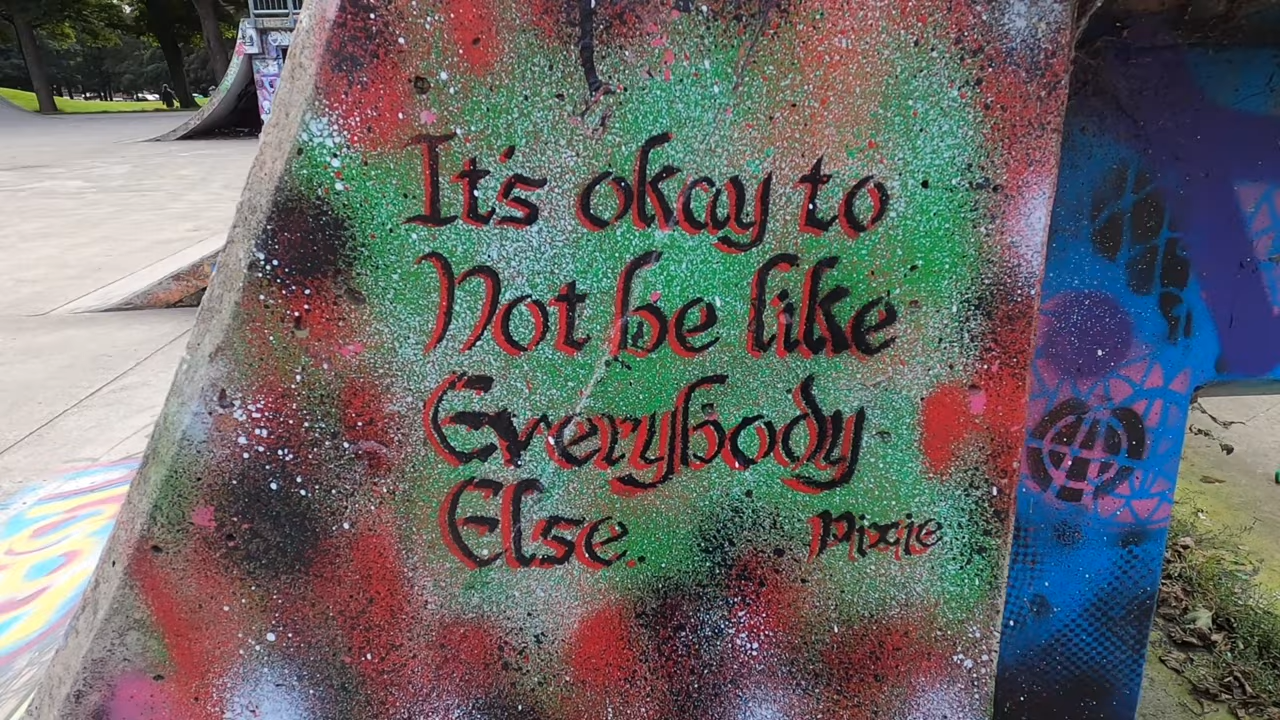 It's okay to
Not be like
Everybody
Else.
Pixie